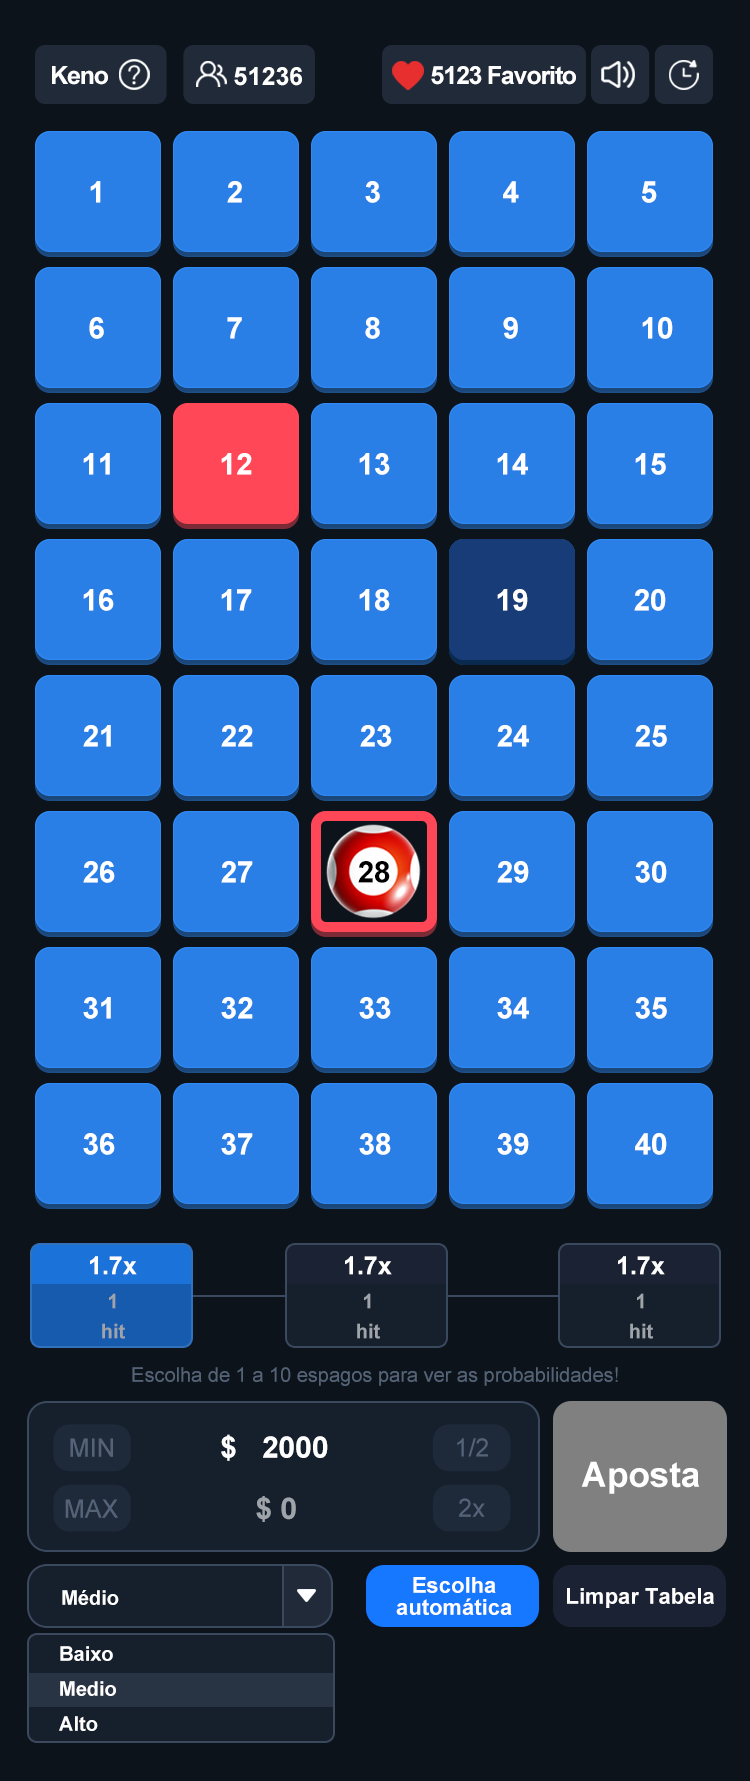 Keno ? 51236 5123 Favorito
1 2 3 4 5
6 7 8 9 10
11 12 13 14 15
16 17 18 19 20
21 22 23 24 25
26 27 28 29 30
31 32 33 34 35
36 37 38 39 40
1.7x 1.7x 1.7x
1 1 1
hit hit hit
Escolha de 1 a 10 espagos para ver as probabilidades!
MIN $ 2000 1/2
MAX $ 0 2x
Aposta
Médio
Escolha
automática
Limpar Tabela
Baixo
Medio
Alto